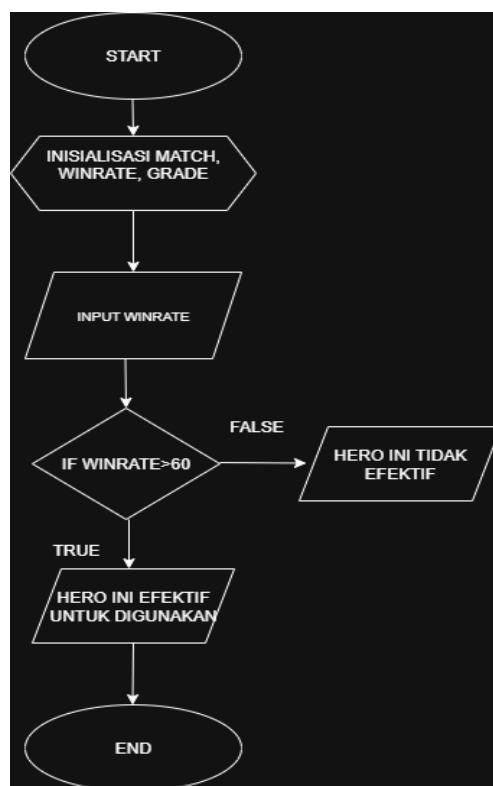 START
INISIALISASI MATCH,
WINRATE, GRADE
INPUT WINRATE
IF WINRATE>60
FALSE
HERO INI TIDAK
EFEKTIF
TRUE
HERO INI EFEKTIF
UNTUK DIGUNAKAN
END